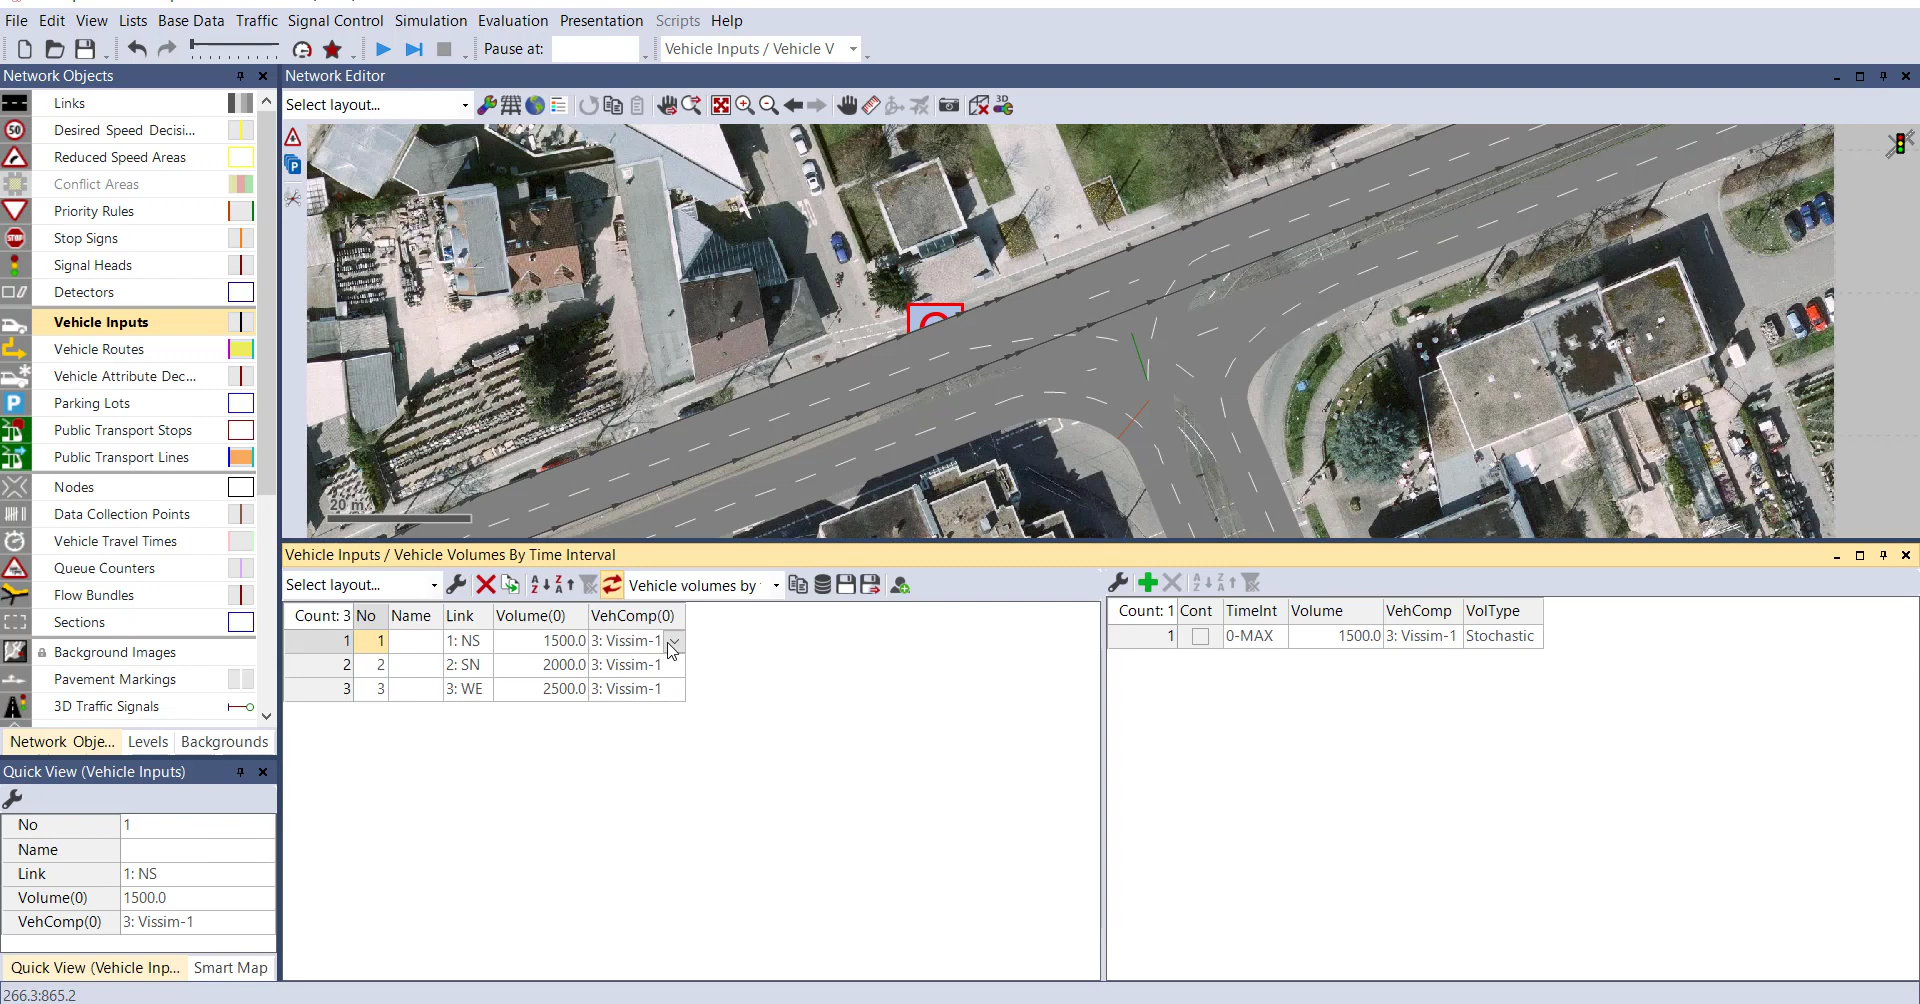 File Edit View Lists Base Data Traffic Signal Control Simulation Evaluation Presentation Scripts Help
Pause at: Vehicle Inputs / Vehicle V
Network Objects
Links
50 Desired Speed Decisi...
Reduced Speed Areas
Conflict Areas
Priority Rules
STOP Stop Signs
Signal Heads
Detectors
Vehicle Inputs
Vehicle Routes
Vehicle Attribute Dec...
P Parking Lots
Public Transport Stops
Public Transport Lines
Nodes
Data Collection Points
Vehicle Travel Times
Queue Counters
Flow Bundles
Sections
Background Images
Pavement Markings
3D Traffic Signals
Network Obje... Levels Backgrounds
Quick View (Vehicle Inputs)
No 1
Name
Link 1: NS
Volume(0) 1500.0
VehComp(0) 3: Vissim-1
Quick View (Vehicle Inp... Smart Map
266.3:865.2
Network Editor
Select layout... 3D
P
20 m
Vehicle Inputs / Vehicle Volumes By Time Interval
Select layout... A Z Z A Vehicle volumes by
Count: 3 No Name Link Volume(0) VehComp(0)
1 1 1: NS 1500.0 3: Vissim-1
2 2 2: SN 2000.0 3: Vissim-1
3 3 3: WE 2500.0 3: Vissim-1
A Z Z A
Count: 1 Cont TimeInt Volume VehComp VolType
1 0-MAX 1500.0 3: Vissim-1 Stochastic